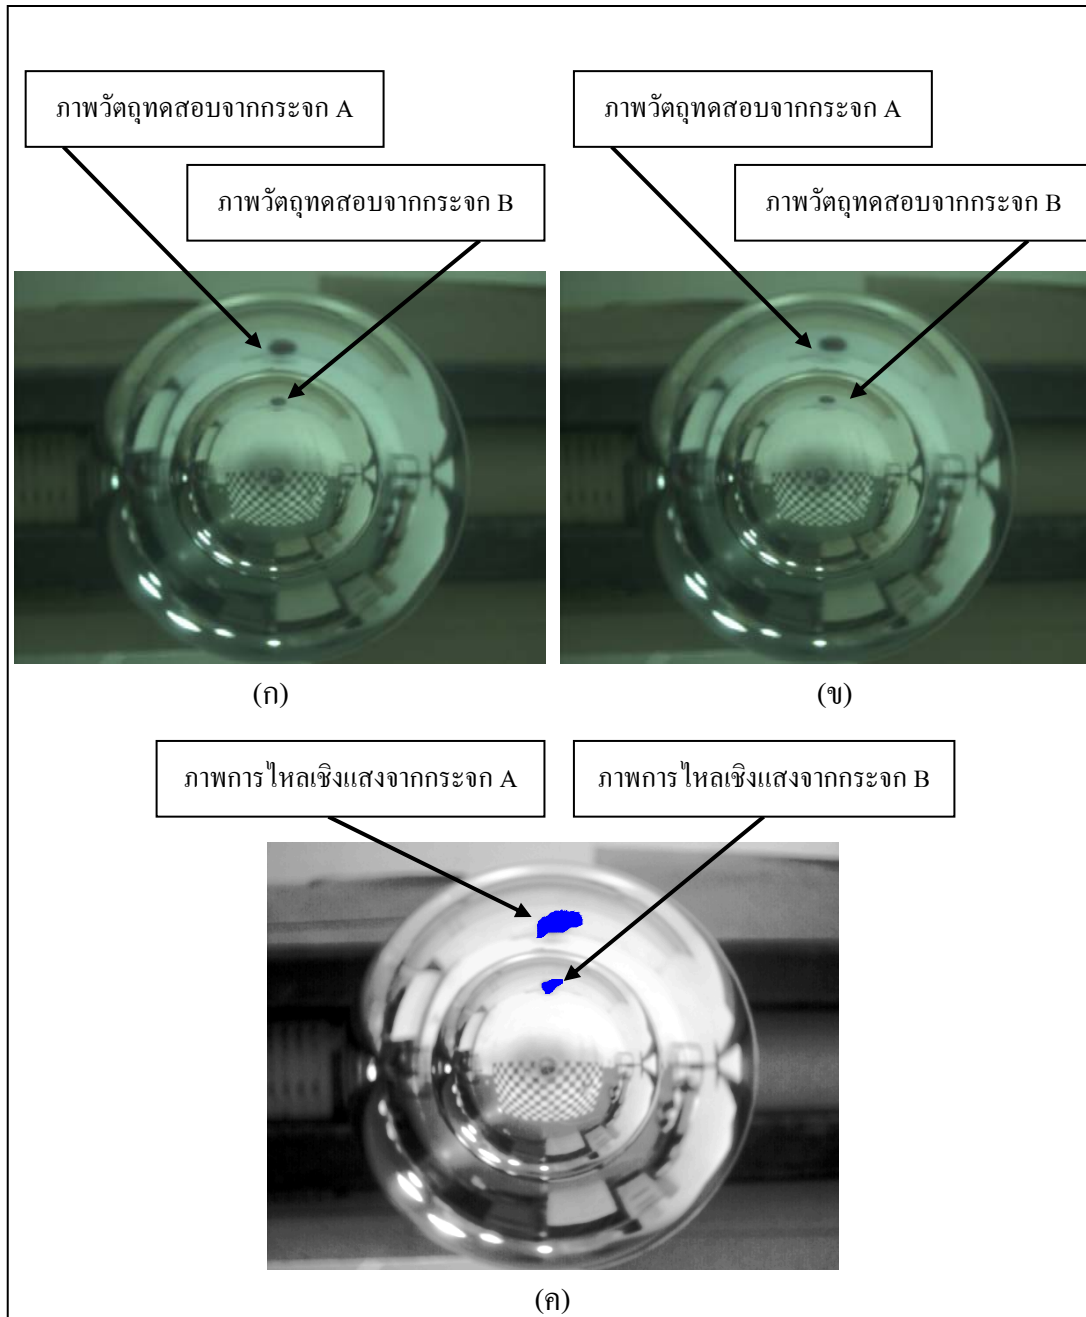 ภาพวัตถุทดสอบจากกระจก A
ภาพวัตถุทดสอบจากกระจก A
ภาพวัตถุทดสอบจากกระจก B
ภาพวัตถุทดสอบจากกระจก B
(ก)
(ข)
ภาพการไหลเชิงแสงจากกระจก A
ภาพการไหลเชิงแสงจากกระจก B
(ค)